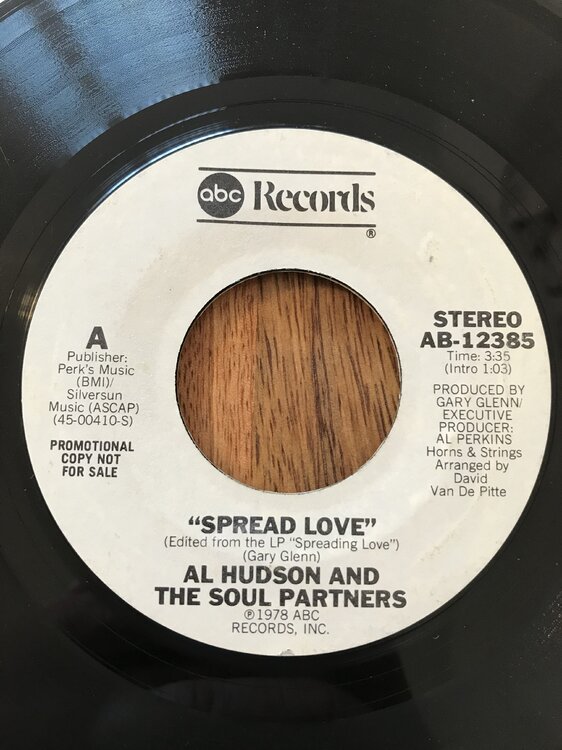 abc Records
®
A
Publisher:
Perk's Music
(BMI)/
Silversun
Music (ASCAP)
(45-00410-S)
PROMOTIONAL
COPY NOT
FOR SALE
STEREO
AB-12385
Time: 3:35
(Intro 1:03)
PRODUCED BY
GARY GLENN/
EXECUTIVE
PRODUCER:
AL PERKINS
Horns & Strings
Arranged by
David
Van De Pitte
"SPREAD LOVE"
(Edited from the LP "Spreading Love")
(Gary Glenn)
AL HUDSON AND
THE SOUL PARTNERS
℗1978 ABC
RECORDS, INC.